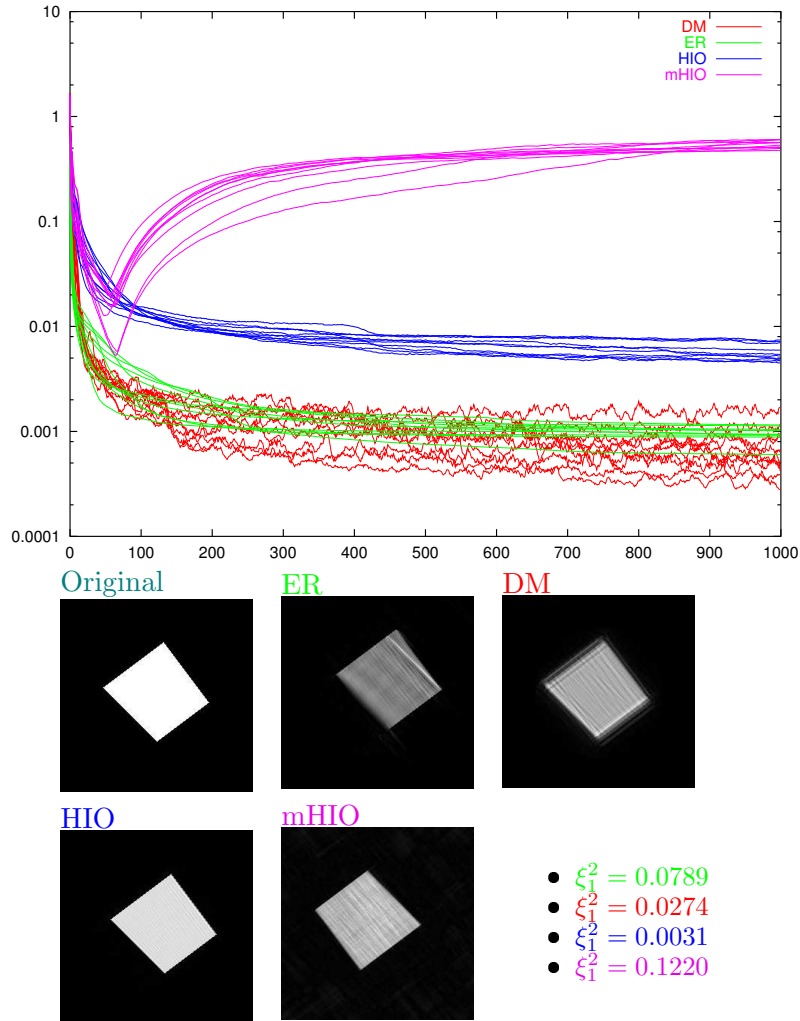 10
1
0.1
0.01
0.001
0.0001
DM
ER
HIO
mHIO
0 100 200 300 400 500 600 700 800 900 1000
Original ER DM
HIO mHIO
• ξ₁² = 0.0789
• ξ₁² = 0.0274
• ξ₁² = 0.0031
• ξ₁² = 0.1220